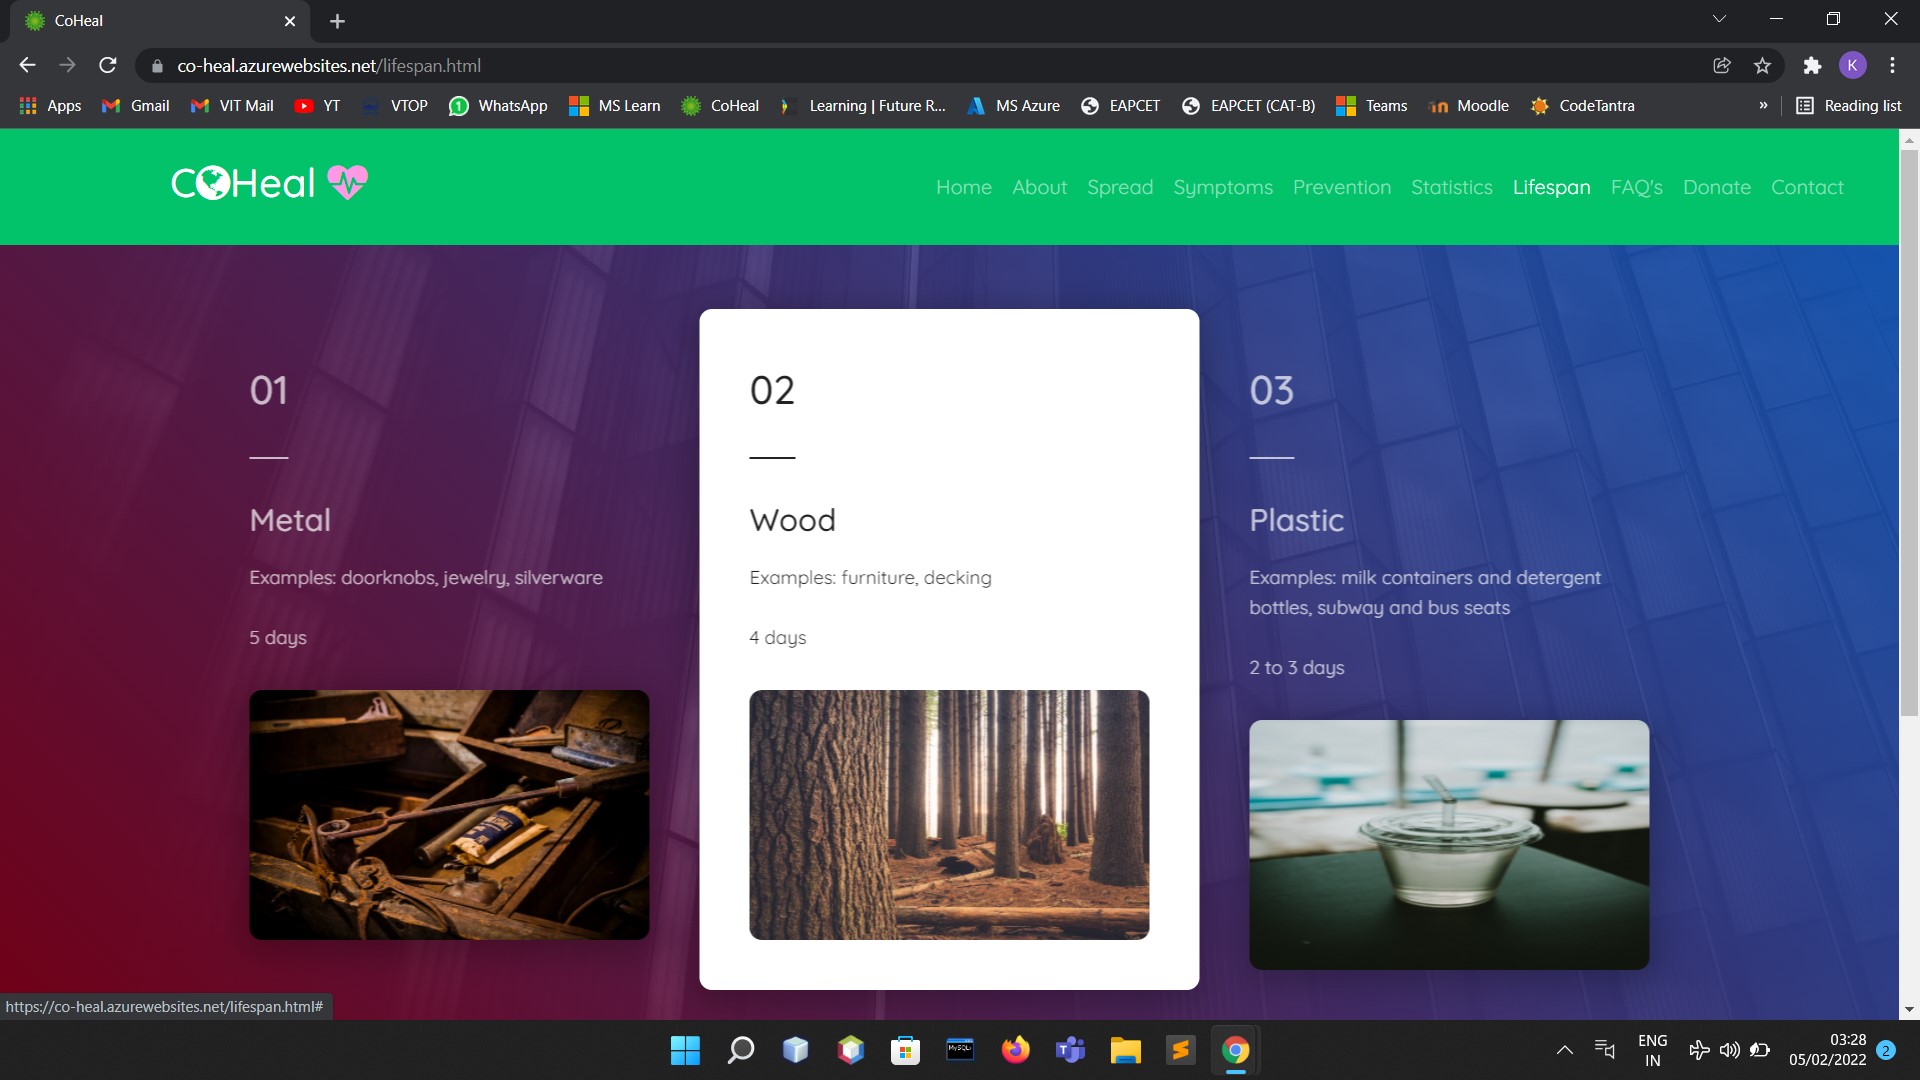 CoHeal
co-heal.azurewebsites.net/lifespan.html
K
Apps
Gmail
VIT Mail
YT
VTOP
1
WhatsApp
MS Learn
CoHeal
Learning | Future R...
MS Azure
EAPCET
EAPCET (CAT-B)
Teams
Moodle
CodeTantra
»
Reading list
COHeal
Home
About
Spread
Symptoms
Prevention
Statistics
Lifespan
FAQ's
Donate
Contact
01
Metal
Examples: doorknobs, jewelry, silverware
5 days
02
Wood
Examples: furniture, decking
4 days
03
Plastic
Examples: milk containers and detergent
bottles, subway and bus seats
2 to 3 days
https://co-heal.azurewebsites.net/lifespan.html#
ENG
IN
03:28
05/02/2022
2